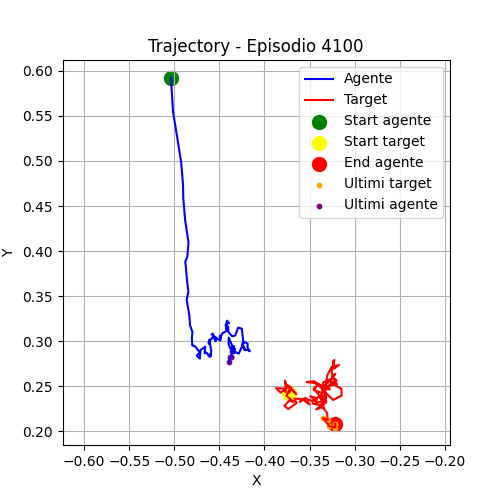 Trajectory - Episodio 4100
Agente
Target
Start agente
Start target
End agente
Ultimi target
Ultimi agente
Y
0.60
0.55
0.50
0.45
0.40
0.35
0.30
0.25
0.20
−0.60 −0.55 −0.50 −0.45 −0.40 −0.35 −0.30 −0.25 −0.20
X